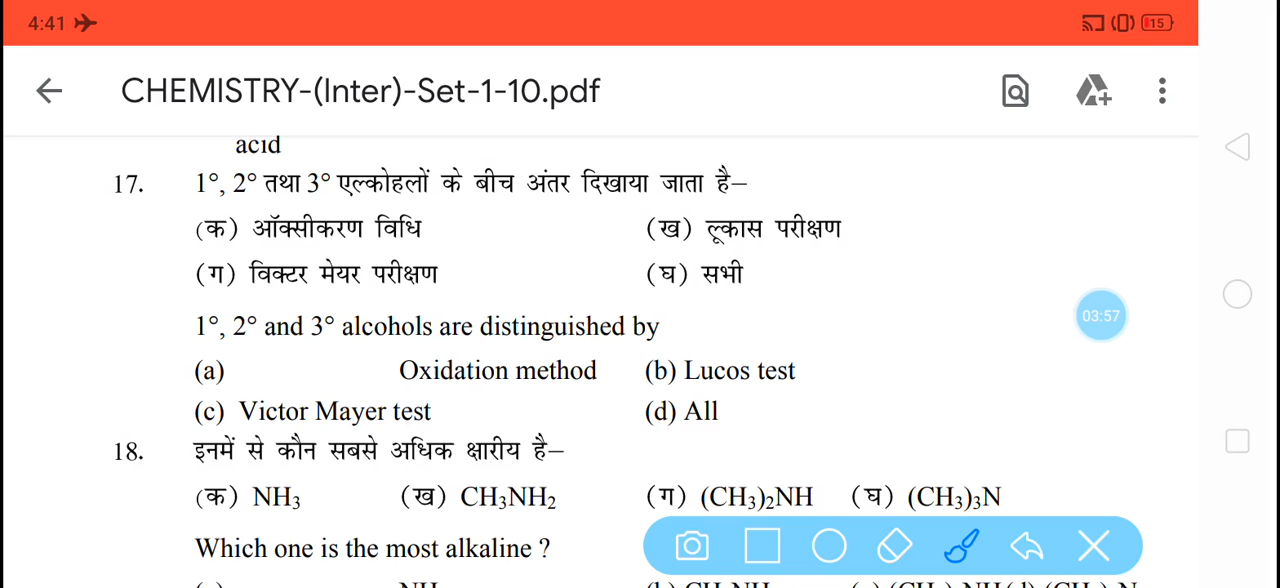 4:41
15
CHEMISTRY-(Inter)-Set-1-10.pdf
acid
17. 1°, 2° तथा 3° एल्कोहलों के बीच अंतर दिखाया जाता है–
(क) ऑक्सीकरण विधि (ख) लूकास परीक्षण
(ग) विक्टर मेयर परीक्षण (घ) सभी
03:57
1°, 2° and 3° alcohols are distinguished by
(a) Oxidation method (b) Lucos test
(c) Victor Mayer test (d) All
18. इनमें से कौन सबसे अधिक क्षारीय है–
(क) NH₃ (ख) CH₃NH₂ (ग) (CH₃)₂NH (घ) (CH₃)₃N
Which one is the most alkaline ?